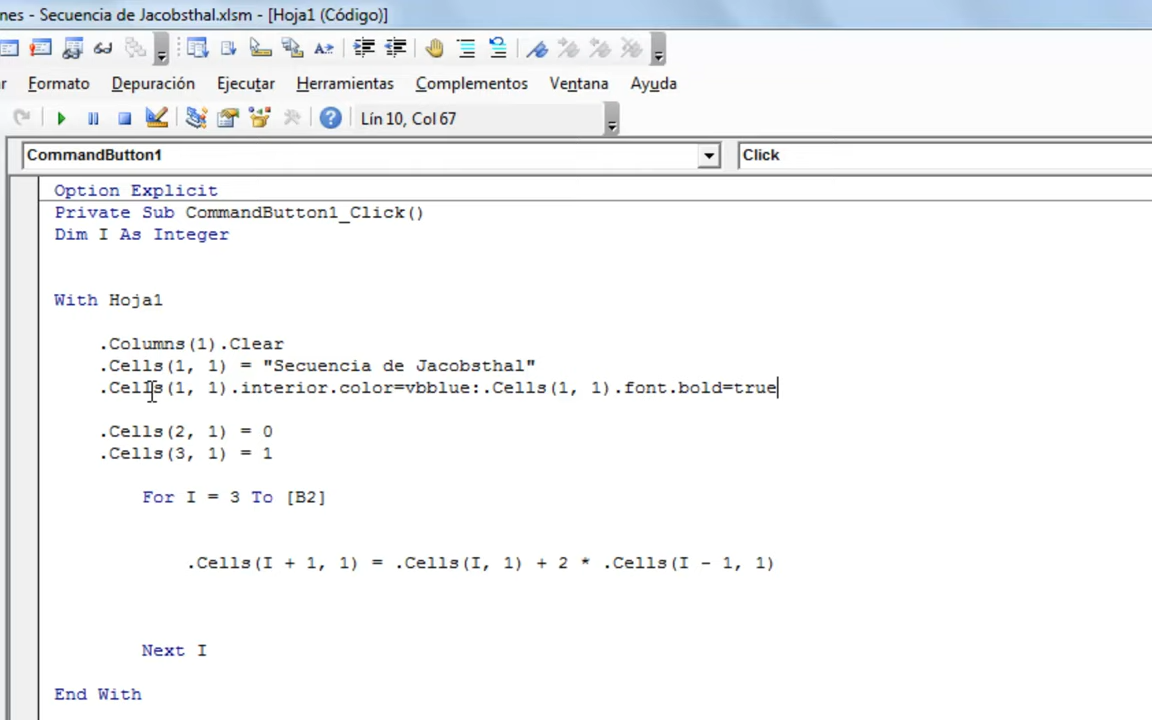 nes - Secuencia de Jacobsthal.xlsm - [Hoja1 (Código)]
r Formato Depuración Ejecutar Herramientas Complementos Ventana Ayuda
Lín 10, Col 67
CommandButton1 Click
Option Explicit
Private Sub CommandButton1_Click()
Dim I As Integer
With Hoja1
.Columns(1).Clear
.Cells(1, 1) = "Secuencia de Jacobsthal"
.Cells(1, 1).interior.color=vbblue:.Cells(1, 1).font.bold=true
.Cells(2, 1) = 0
.Cells(3, 1) = 1
For I = 3 To [B2]
.Cells(I + 1, 1) = .Cells(I, 1) + 2 * .Cells(I - 1, 1)
Next I
End With